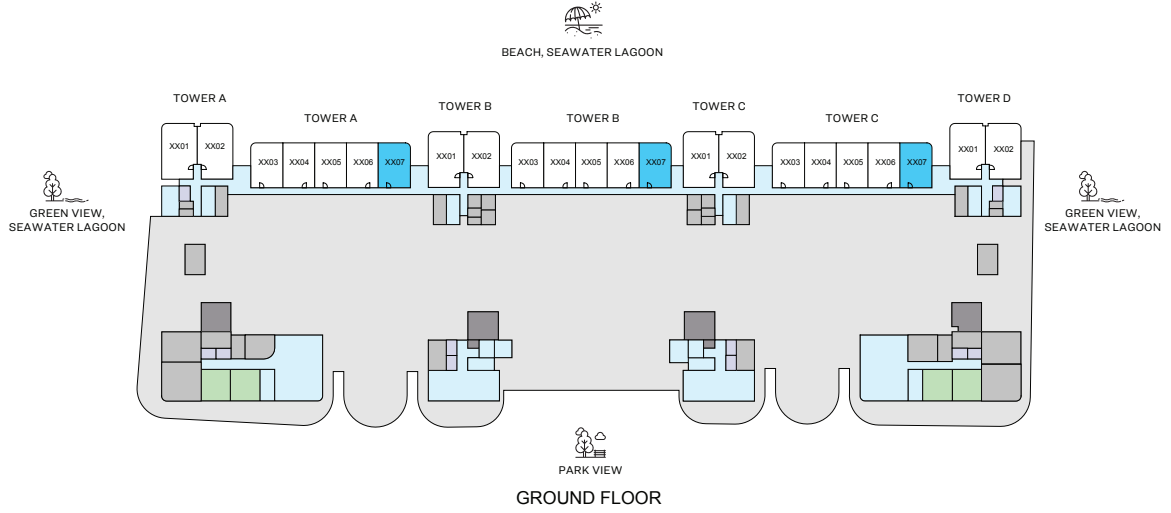 BEACH, SEAWATER LAGOON
TOWER A
TOWER A
TOWER B
TOWER B
TOWER C
TOWER C
TOWER D
XX01 XX02
XX03 XX04 XX05 XX06 XX07
XX01 XX02
XX03 XX04 XX05 XX06 XX07
XX01 XX02
XX03 XX04 XX05 XX06 XX07
XX01 XX02
GREEN VIEW,
SEAWATER LAGOON
GREEN VIEW,
SEAWATER LAGOON
PARK VIEW
GROUND FLOOR